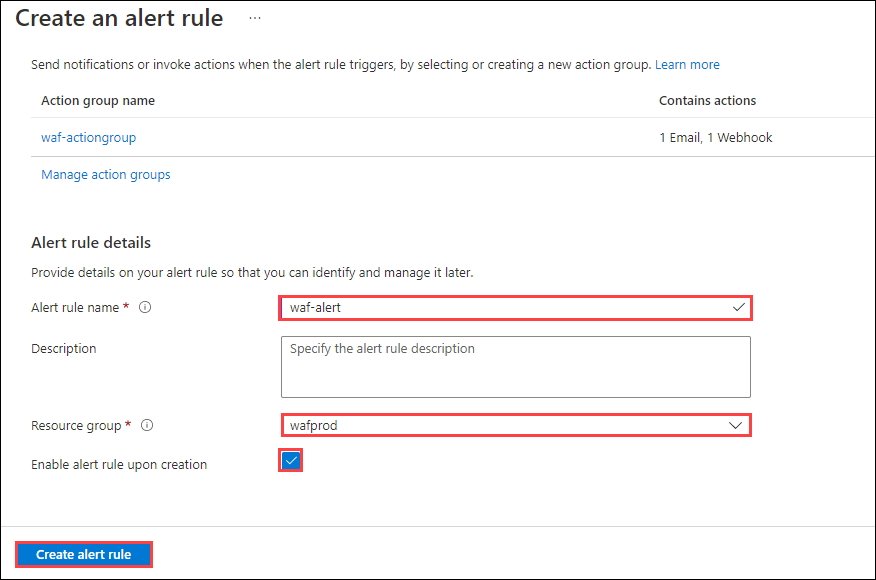 Create an alert rule ...
Send notifications or invoke actions when the alert rule triggers, by selecting or creating a new action group. Learn more
Action group name Contains actions
waf-actiongroup 1 Email, 1 Webhook
Manage action groups
Alert rule details
Provide details on your alert rule so that you can identify and manage it later.
Alert rule name * waf-alert
Description Specify the alert rule description
Resource group * wafprod
Enable alert rule upon creation
Create alert rule